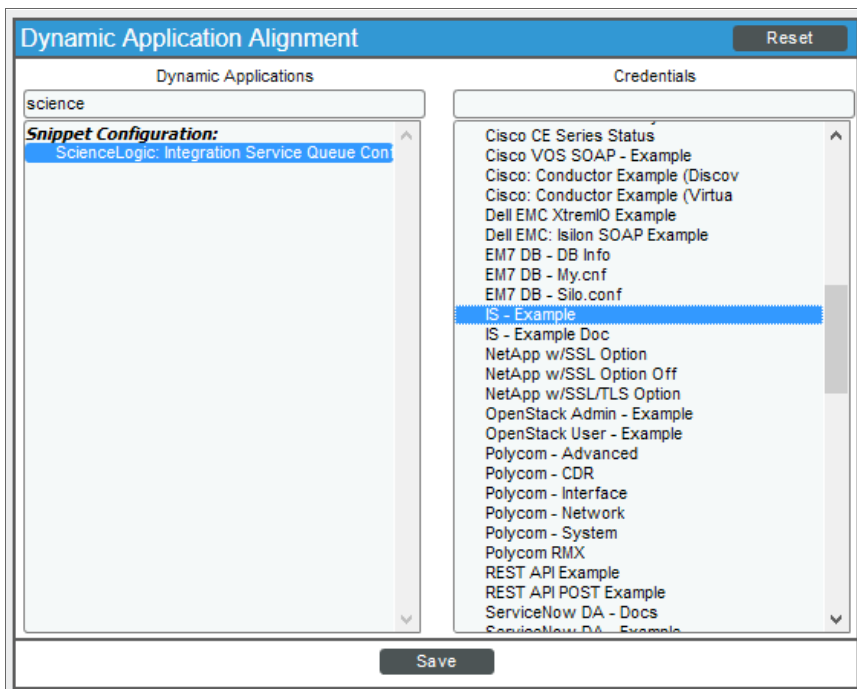 Dynamic Application Alignment
Reset
Dynamic Applications
science
Snippet Configuration:
ScienceLogic: Integration Service Queue Conf
Credentials
Cisco CE Series Status
Cisco VOS SOAP - Example
Cisco: Conductor Example (Discov
Cisco: Conductor Example (Virtua
Dell EMC XtremIO Example
Dell EMC: Isilon SOAP Example
EM7 DB - DB Info
EM7 DB - My.cnf
EM7 DB - Silo.conf
IS - Example
IS - Example Doc
NetApp w/SSL Option
NetApp w/SSL Option Off
NetApp w/SSL/TLS Option
OpenStack Admin - Example
OpenStack User - Example
Polycom - Advanced
Polycom - CDR
Polycom - Interface
Polycom - Network
Polycom - System
Polycom RMX
REST API Example
REST API POST Example
ServiceNow DA - Docs
ServiceNow DA - Example
Save